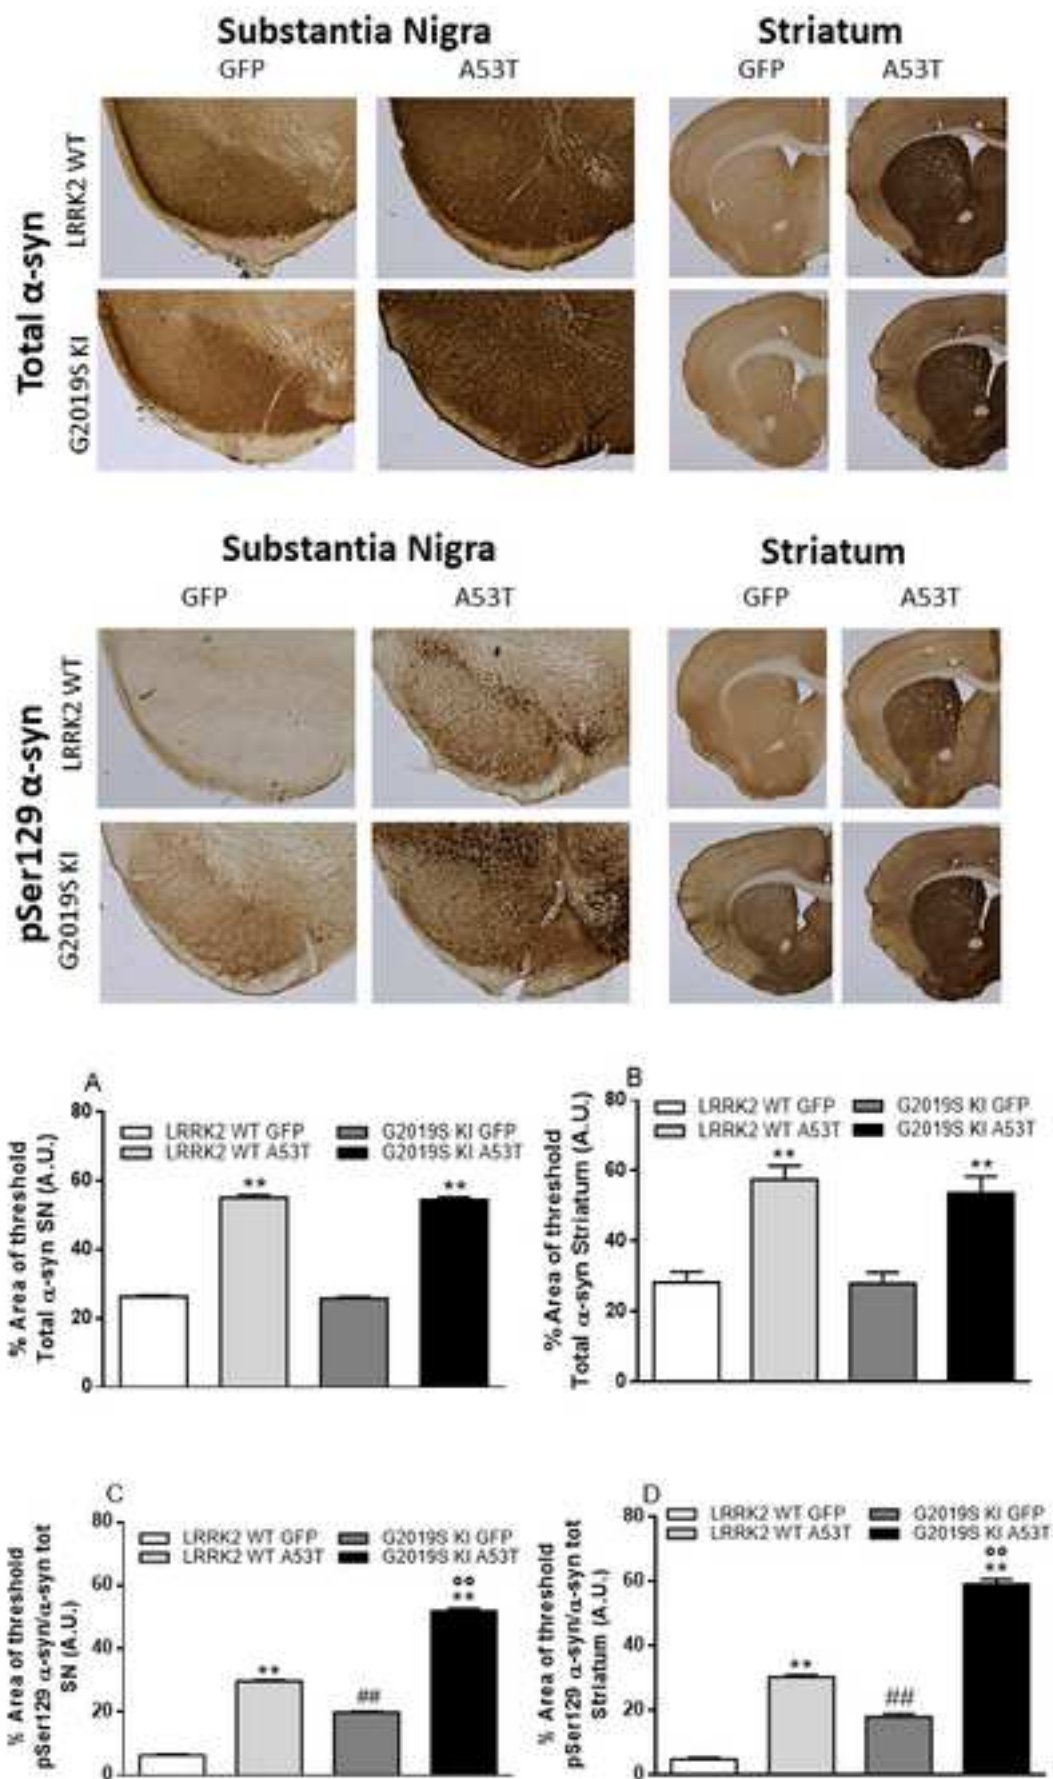 Substantia Nigra Striatum
GFP A53T GFP A53T
Total α-syn
LRRK2 WT
G2019S KI
Substantia Nigra Striatum
GFP A53T GFP A53T
pSer129 α-syn
LRRK2 WT
G2019S KI
A
% Area of threshold
Total α-syn SN (A.U.)
80
60
40
20
0
LRRK2 WT GFP G2019S KI GFP
LRRK2 WT A53T G2019S KI A53T
** **
B
% Area of threshold
Total α-syn Striatum (A.U.)
80
60
40
20
0
LRRK2 WT GFP G2019S KI GFP
LRRK2 WT A53T G2019S KI A53T
** **
C
% Area of threshold
pSer129 α-syn/α-syn tot
SN (A.U.)
80
60
40
20
0
LRRK2 WT GFP G2019S KI GFP
LRRK2 WT A53T G2019S KI A53T
°°
** ## **
D
% Area of threshold
pSer129 α-syn/α-syn tot
Striatum (A.U.)
80
60
40
20
0
LRRK2 WT GFP G2019S KI GFP
LRRK2 WT A53T G2019S KI A53T
°°
** ## **